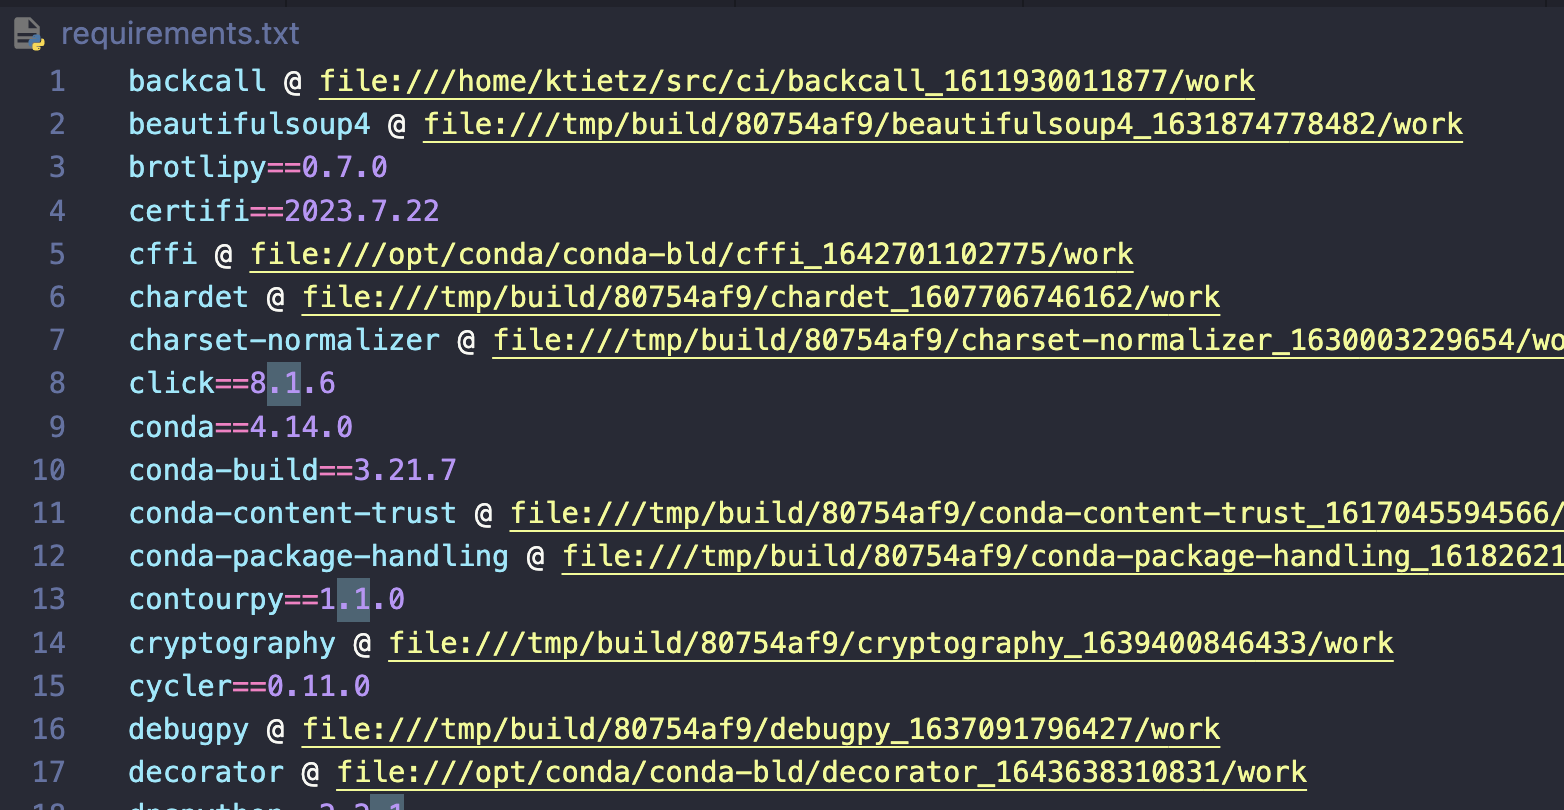 requirements.txt
1 backcall @ file:///home/ktietz/src/ci/backcall_1611930011877/work
2 beautifulsoup4 @ file:///tmp/build/80754af9/beautifulsoup4_1631874778482/work
3 brotlipy==0.7.0
4 certifi==2023.7.22
5 cffi @ file:///opt/conda/conda-bld/cffi_1642701102775/work
6 chardet @ file:///tmp/build/80754af9/chardet_1607706746162/work
7 charset-normalizer @ file:///tmp/build/80754af9/charset-normalizer_1630003229654/wo
8 click==8.1.6
9 conda==4.14.0
10 conda-build==3.21.7
11 conda-content-trust @ file:///tmp/build/80754af9/conda-content-trust_1617045594566/
12 conda-package-handling @ file:///tmp/build/80754af9/conda-package-handling_16182621
13 contourpy==1.1.0
14 cryptography @ file:///tmp/build/80754af9/cryptography_1639400846433/work
15 cycler==0.11.0
16 debugpy @ file:///tmp/build/80754af9/debugpy_1637091796427/work
17 decorator @ file:///opt/conda/conda-bld/decorator_1643638310831/work